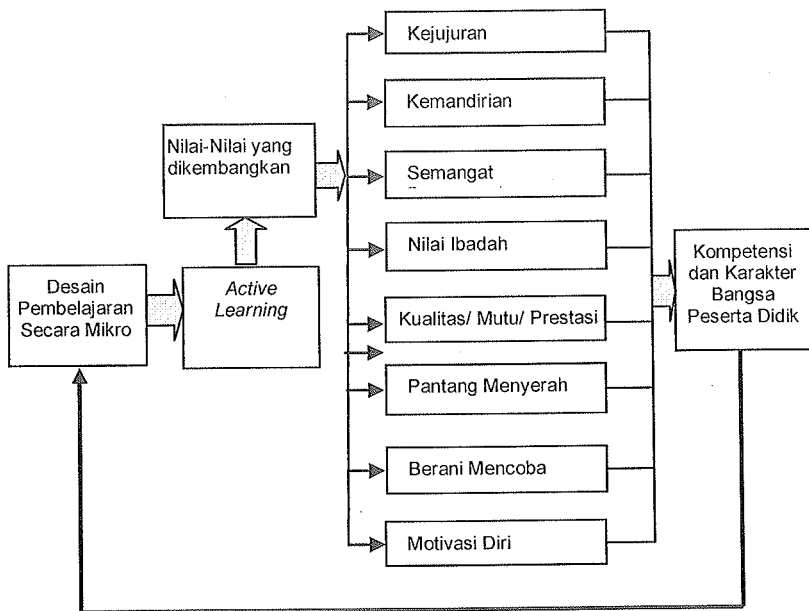 Desain
Pembelajaran
Secara Mikro
Active
Learning
Nilai-Nilai yang
dikembangkan
Kejujuran
Kemandirian
Semangat
Nilai Ibadah
Kualitas/ Mutu/ Prestasi
Pantang Menyerah
Berani Mencoba
Motivasi Diri
Kompetensi
dan Karakter
Bangsa
Peserta Didik